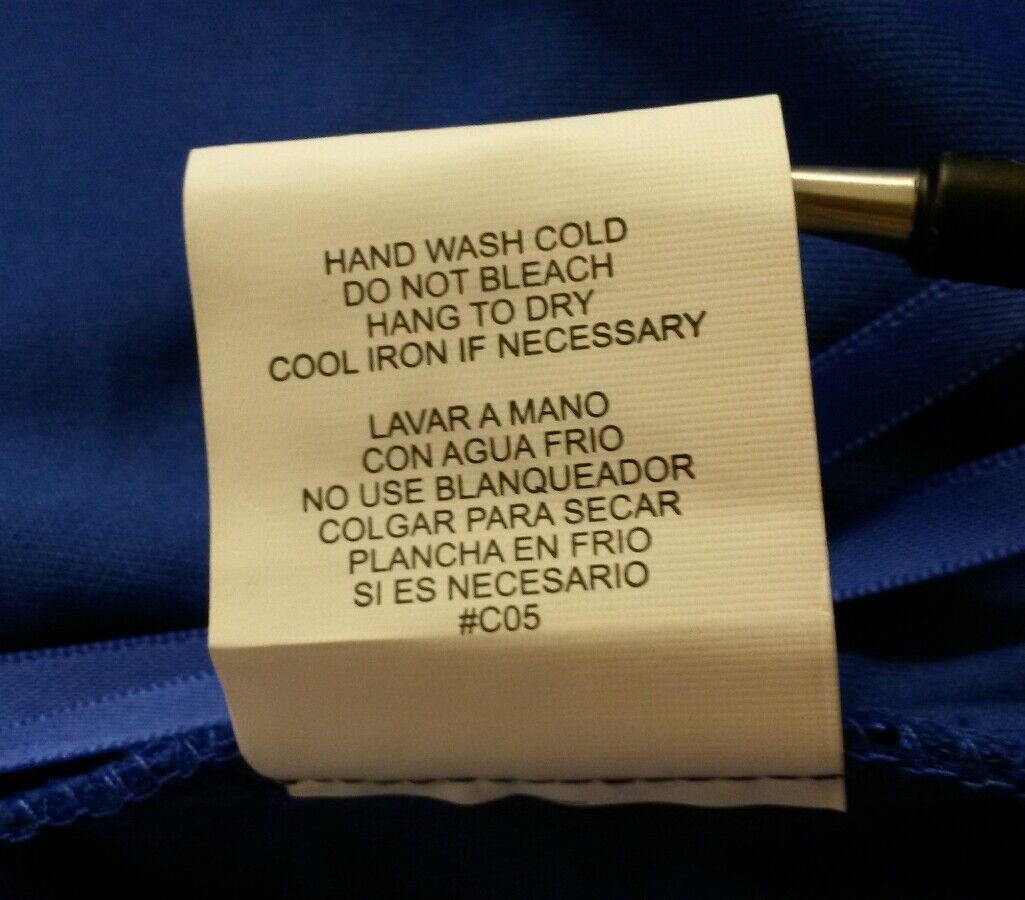 HAND WASH COLD
DO NOT BLEACH
HANG TO DRY
COOL IRON IF NECESSARY
LAVAR A MANO
CON AGUA FRIO
NO USE BLANQUEADOR
COLGAR PARA SECAR
PLANCHA EN FRIO
SI ES NECESARIO
#C05